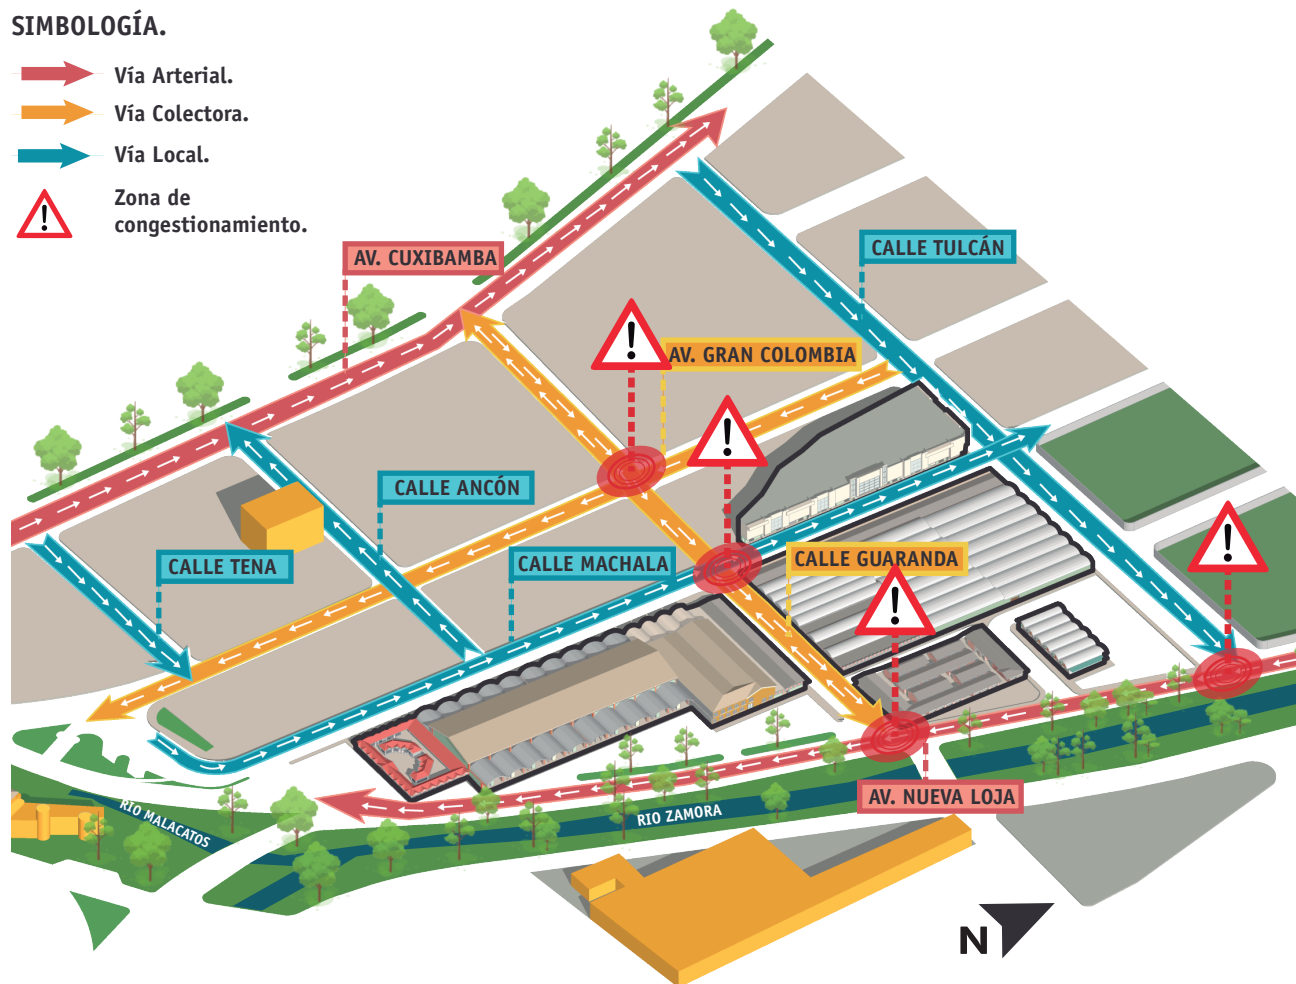 SIMBOLOGÍA.
Vía Arterial.
Vía Colectora.
Vía Local.
Zona de
congestionamiento.
AV. CUXIBAMBA
CALLE TULCÁN
AV. GRAN COLOMBIA
CALLE ANCÓN
CALLE TENA
CALLE MACHALA
CALLE GUARANDA
AV. NUEVA LOJA
RIO MALACATOS
RIO ZAMORA
N